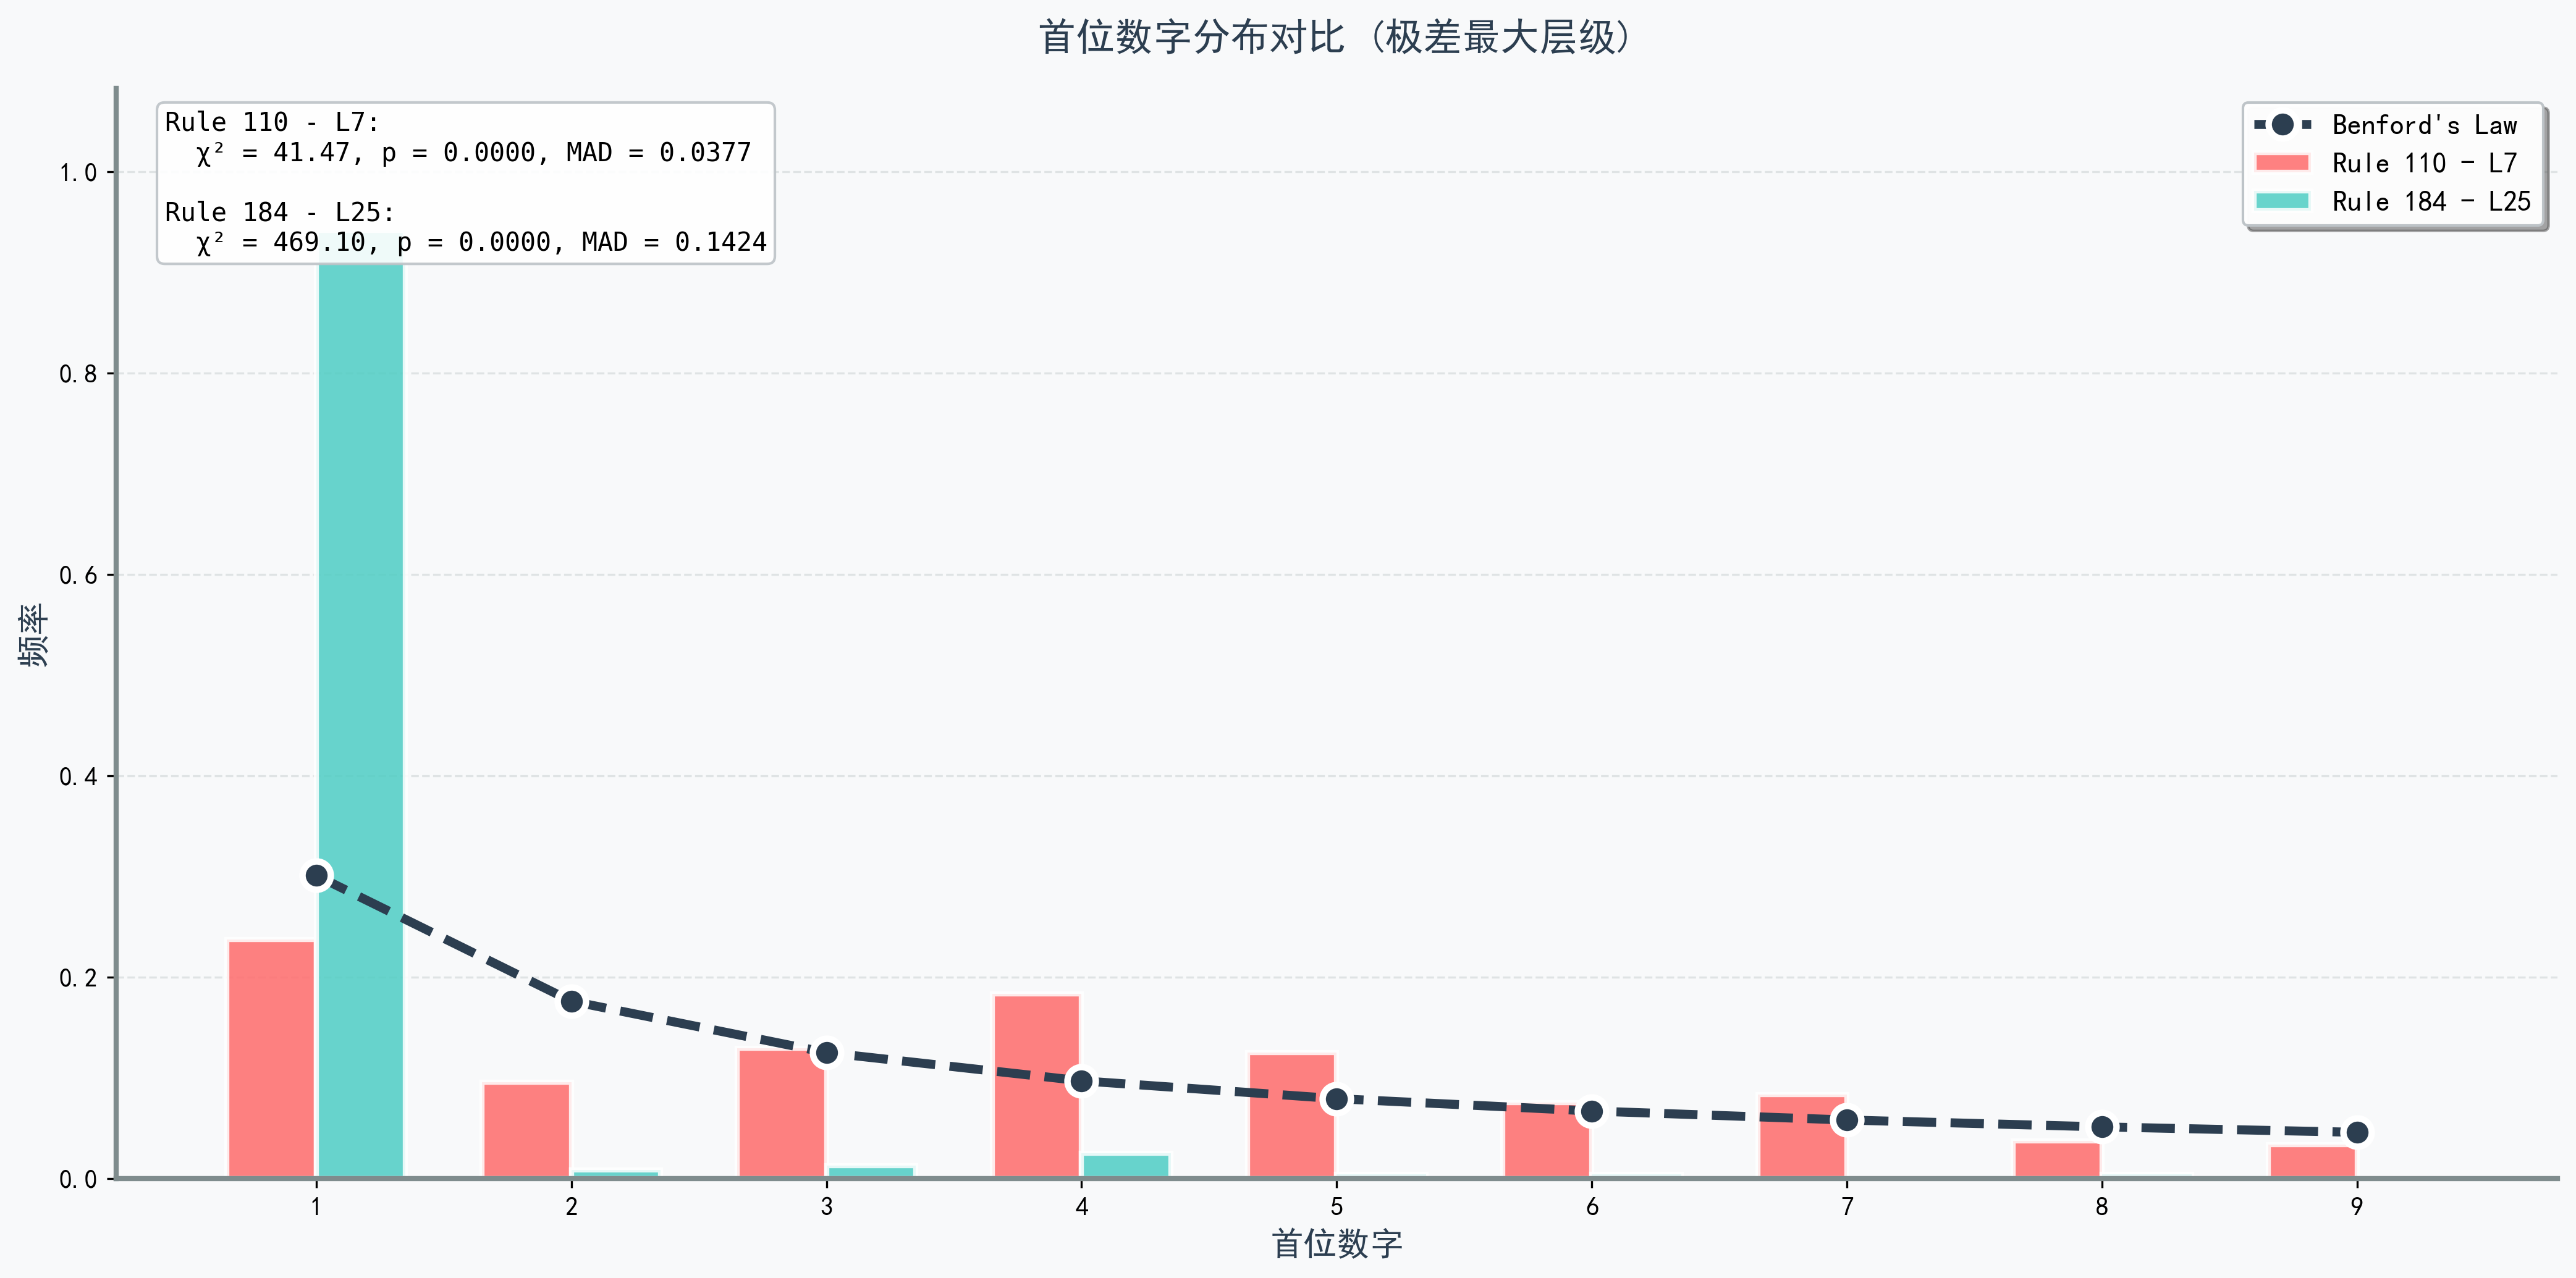 首位数字分布对比 (极差最大层级)
Rule 110 - L7:
χ² = 41.47, p = 0.0000, MAD = 0.0377
Rule 184 - L25:
χ² = 469.10, p = 0.0000, MAD = 0.1424
Benford's Law
Rule 110 - L7
Rule 184 - L25
频率
1.0
0.8
0.6
0.4
0.2
0.0
1 2 3 4 5 6 7 8 9
首位数字